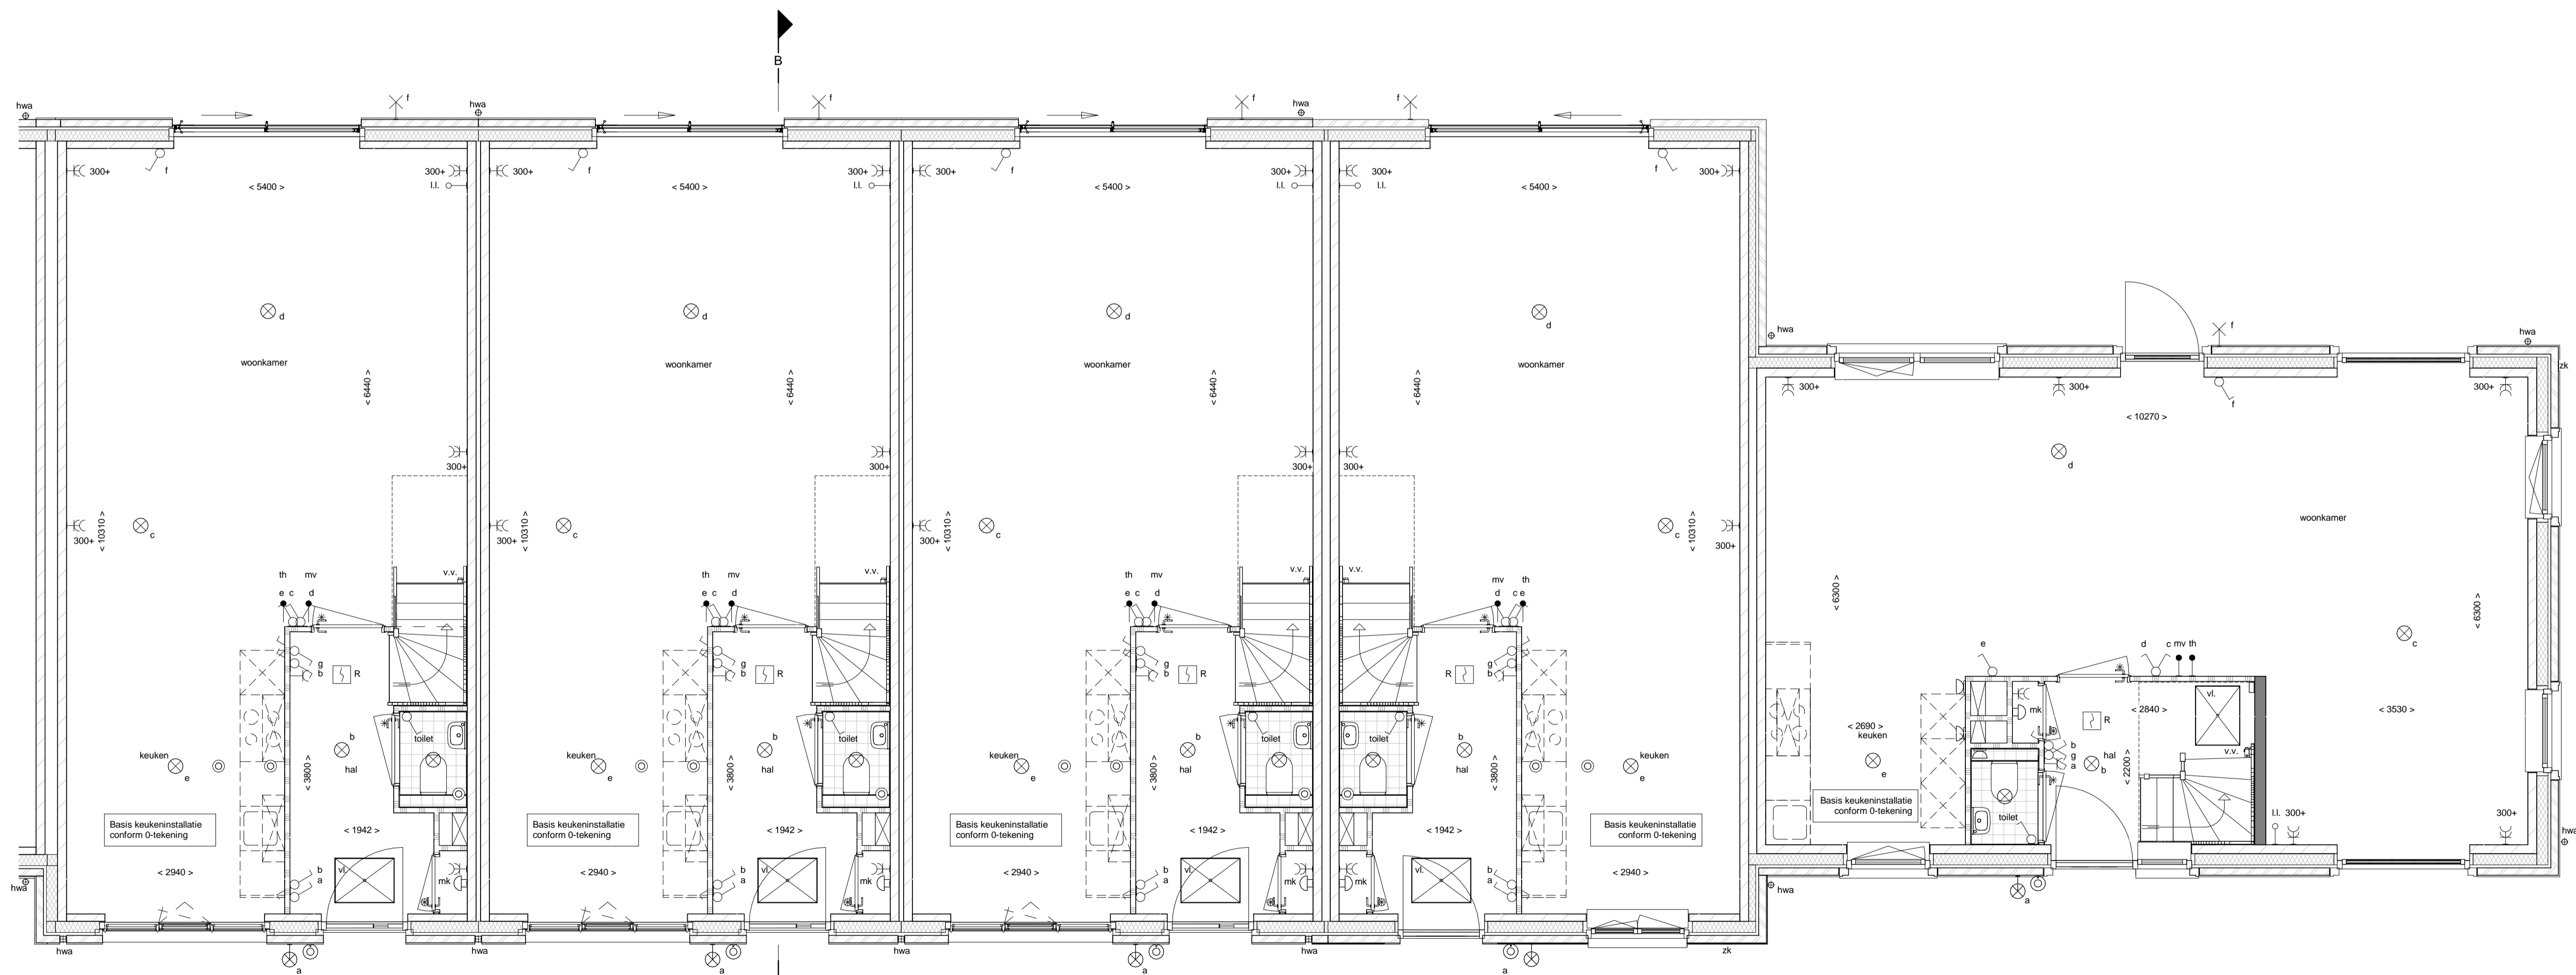 B
hwa
f
hwa
f
f
hwa
f
300+
f
300+
l.l.
< 5400 >
300+
f
300+
l.l.
< 5400 >
300+
f
300+
l.l.
< 5400 >
300+
l.l.
f
300+
< 5400 >
d
woonkamer
< 6440 >
300+
d
woonkamer
< 6440 >
300+
d
woonkamer
< 6440 >
300+
d
woonkamer
< 6440 >
300+
hwa
f
hwa
zk
300+
300+
f
300+
< 10270 >
d
woonkamer
300+
< 10310 >
c
300+
< 10310 >
c
300+
< 10310 >
c
c
< 10310 >
300+
th
mv
e
c
d
v.v.
th
mv
e
c
d
v.v.
th
mv
e
c
d
v.v.
v.v.
mv
th
d
c
e
< 6300 >
< 6300 >
c
g
b
R
g
b
R
g
b
R
R
g
b
e
d
c
mv
th
vl.
mk
R
< 2840 >
< 3530 >
< 2690 >
keuken
e
b
g
a
b
hal
< 2200 >
v.v.
toilet
l.l.
300+
300+
hwa
Basis keukeninstallatie
conform 0-tekening
keuken
e
b
hal
< 3800 >
toilet
keuken
e
b
hal
< 3800 >
toilet
keuken
e
b
hal
< 3800 >
toilet
toilet
b
hal
< 3800 >
keuken
e
Basis keukeninstallatie
conform 0-tekening
< 1942 >
Basis keukeninstallatie
conform 0-tekening
< 1942 >
Basis keukeninstallatie
conform 0-tekening
< 1942 >
< 1942 >
Basis keukeninstallatie
conform 0-tekening
< 2940 >
b
a
vl.
mk
< 2940 >
b
a
vl.
mk
< 2940 >
b
a
vl.
mk
mk
vl.
b
a
< 2940 >
hwa
hwa
a
hwa
hwa
a
hwa
a
hwa
a
hwa
a
zk